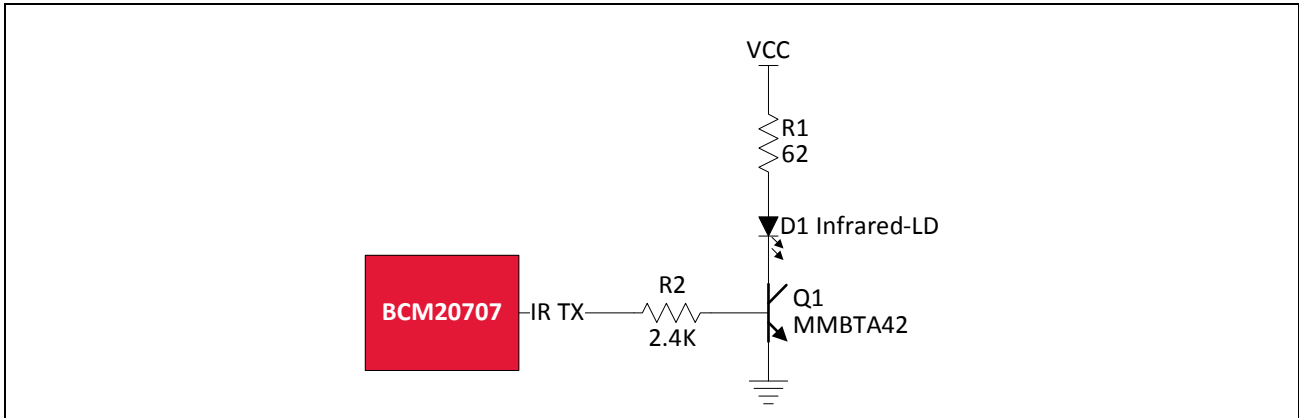 VCC
R1
62
D1 Infrared-LD
BCM20707
IR TX
R2
2.4K
Q1
MMBTA42